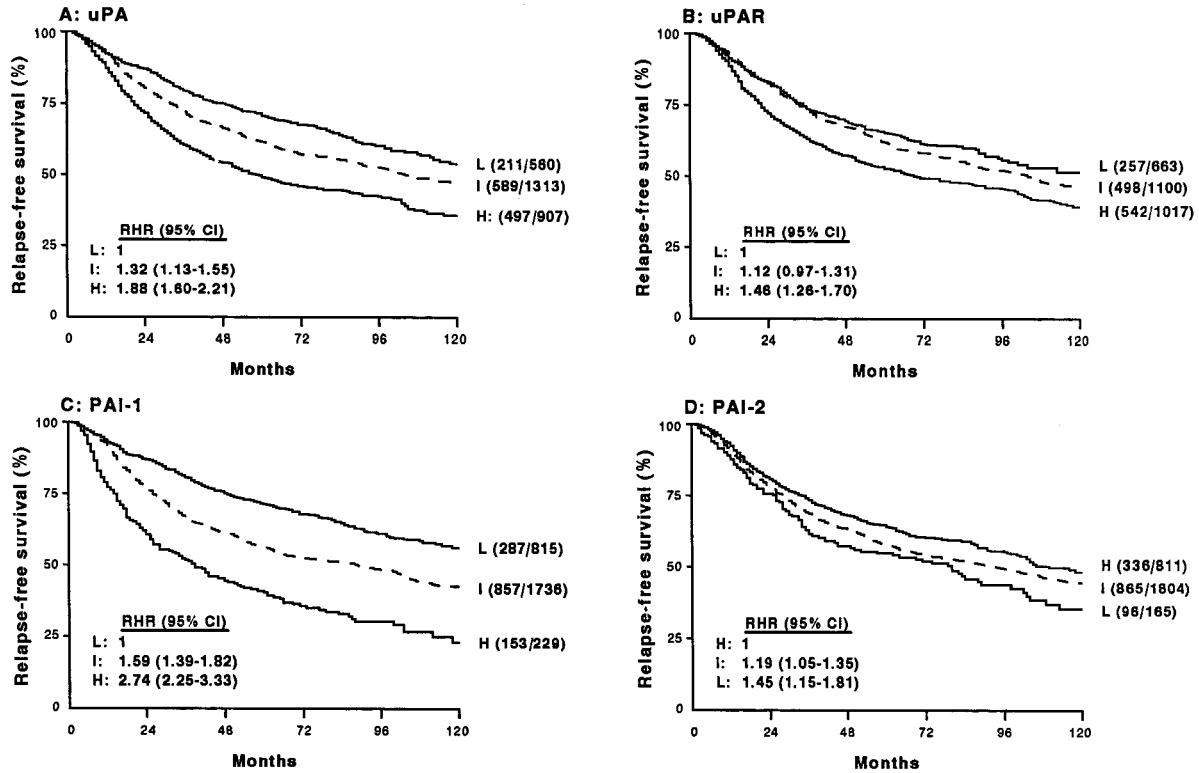 A: uPA
Relapse-free survival (%)
100
75
50
25
0
L (211/560)
I (589/1313)
H: (497/907)
RHR (95% CI)
L: 1
I: 1.32 (1.13-1.55)
H: 1.88 (1.60-2.21)
0 24 48 72 96 120
Months
B: uPAR
Relapse-free survival (%)
100
75
50
25
0
L (257/663)
I (498/1100)
H (542/1017)
RHR (95% CI)
L: 1
I: 1.12 (0.97-1.31)
H: 1.46 (1.26-1.70)
0 24 48 72 96 120
Months
C: PAI-1
Relapse-free survival (%)
100
75
50
25
0
L (287/815)
I (857/1736)
H (153/229)
RHR (95% CI)
L: 1
I: 1.59 (1.39-1.82)
H: 2.74 (2.25-3.33)
0 24 48 72 96 120
Months
D: PAI-2
Relapse-free survival (%)
100
75
50
25
0
H (336/811)
I (865/1804)
L (96/165)
RHR (95% CI)
H: 1
I: 1.19 (1.05-1.35)
L: 1.45 (1.15-1.81)
0 24 48 72 96 120
Months